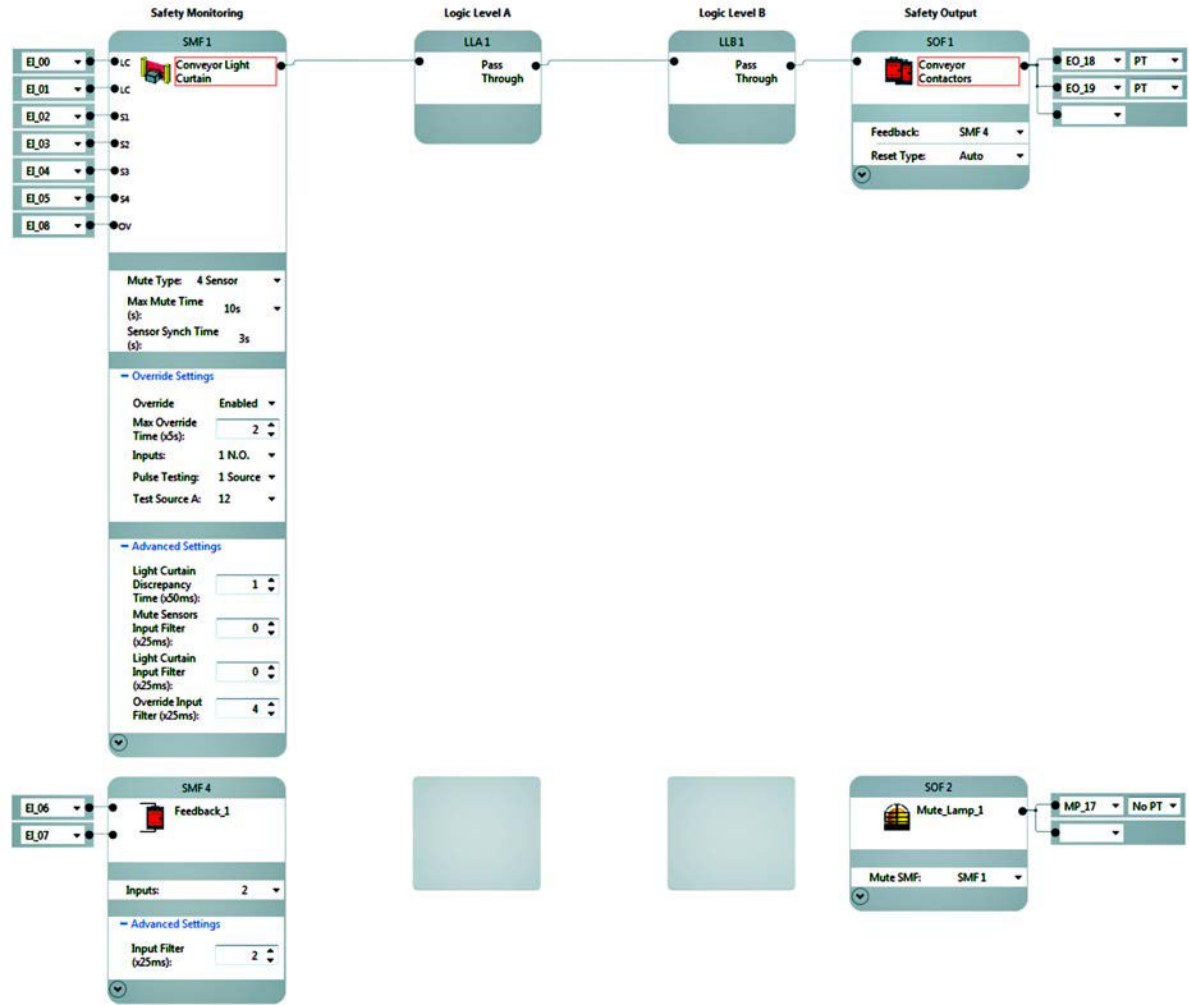 Safety Monitoring
Logic Level A
Logic Level B
Safety Output
SMF 1
EI_00
EI_01
EI_02
EI_03
EI_04
EI_05
EI_08
LC
LC
S1
S2
S3
S4
OV
Conveyor Light
Curtain
Mute Type: 4 Sensor
Max Mute Time
(s): 10s
Sensor Synch Time
(s): 3s
Override Settings
Override Enabled
Max Override
Time (x5s): 2
Inputs: 1 N.O.
Pulse Testing: 1 Source
Test Source A: 12
Advanced Settings
Light Curtain
Discrepancy
Time (x50ms): 1
Mute Sensors
Input Filter
(x25ms): 0
Light Curtain
Input Filter
(x25ms): 0
Override Input
Filter (x25ms): 4
LLA 1
Pass
Through
LLB 1
Pass
Through
SOF 1
Conveyor
Contactors
Feedback: SMF 4
Reset Type: Auto
EO_18 PT
EO_19 PT
SMF 4
EI_06
EI_07
Feedback_1
Inputs: 2
Advanced Settings
Input Filter
(x25ms): 2
SOF 2
Mute_Lamp_1
Mute SMF: SMF 1
MP_17 No PT